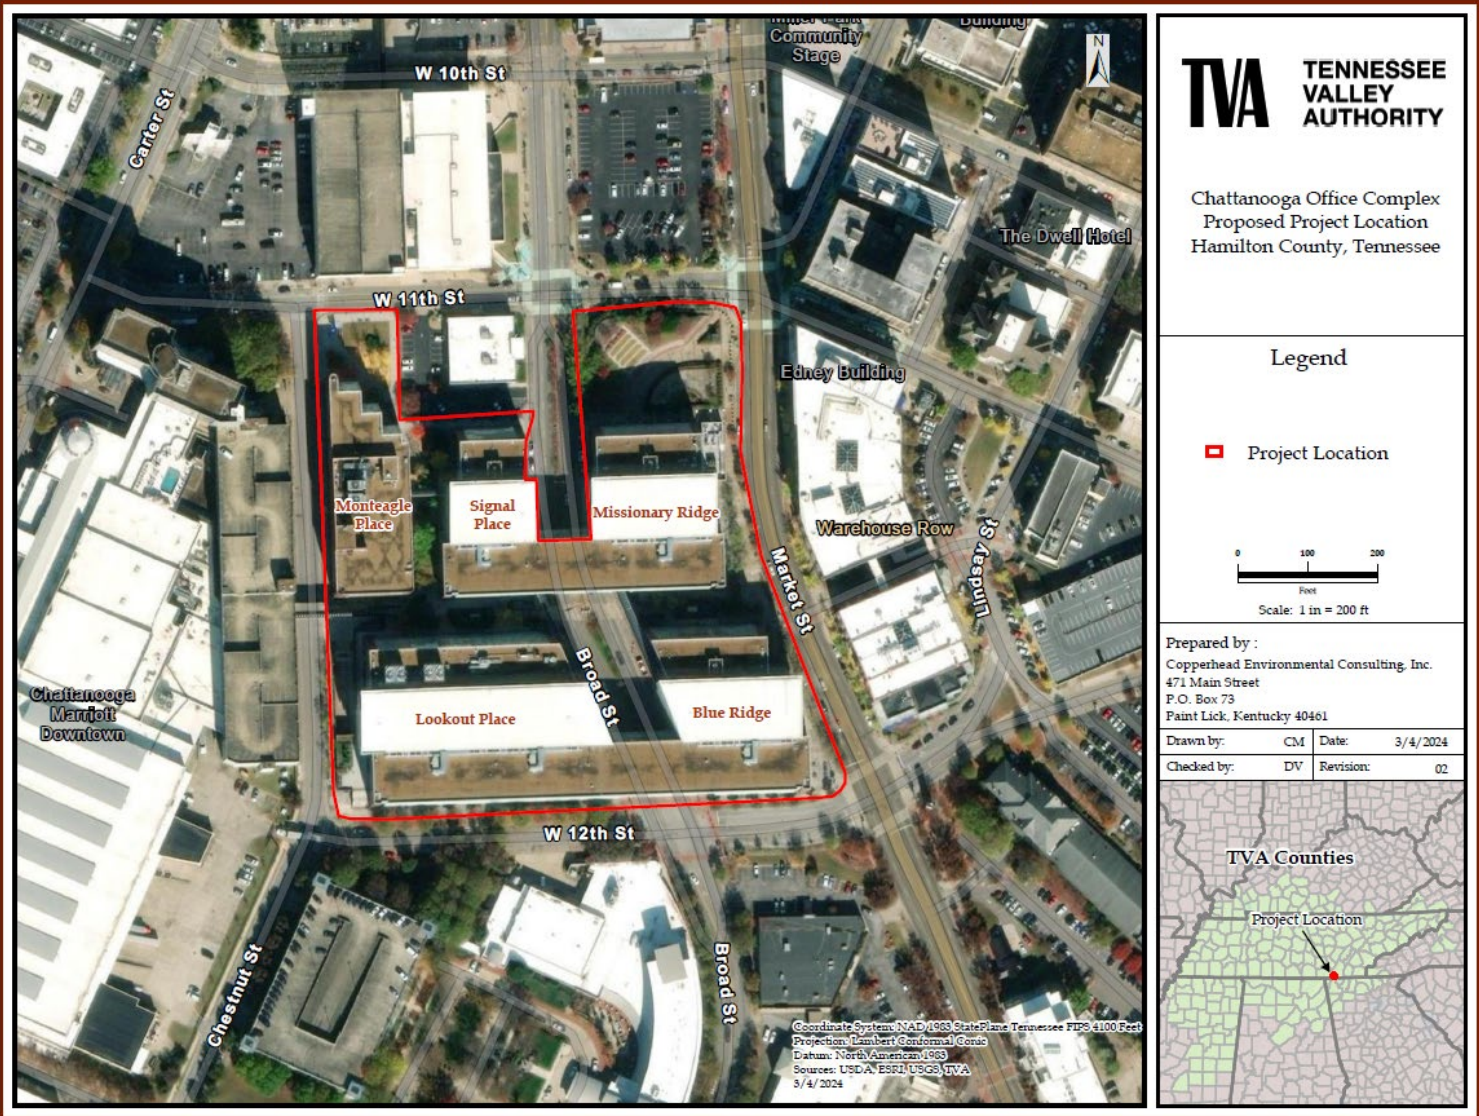 Miller Park
Community
Stage
Building
W 10th St
Carter St
N
The Dwell Hotel
W 11th St
Edney Building
Monteagle
Place
Signal
Place
Missionary Ridge
Warehouse Row
Lindsay St
Market St
Broad St
Chattanooga
Marriott
Downtown
Lookout Place
Blue Ridge
W 12th St
Chestnut St
Broad St
Coordinate System: NAD 1983 StatePlane Tennessee FIPS 4100 Feet
Projection: Lambert Conformal Conic
Datum: North American 1983
Sources: USDA, ESRI, USGS, TVA
3/4/2024
TVA
TENNESSEE
VALLEY
AUTHORITY
Chattanooga Office Complex
Proposed Project Location
Hamilton County, Tennessee
Legend
Project Location
0 100 200
Feet
Scale: 1 in = 200 ft
Prepared by :
Copperhead Environmental Consulting, Inc.
471 Main Street
P.O. Box 73
Paint Lick, Kentucky 40461
Drawn by: CM Date: 3/4/2024
Checked by: DV Revision: 02
TVA Counties
Project Location